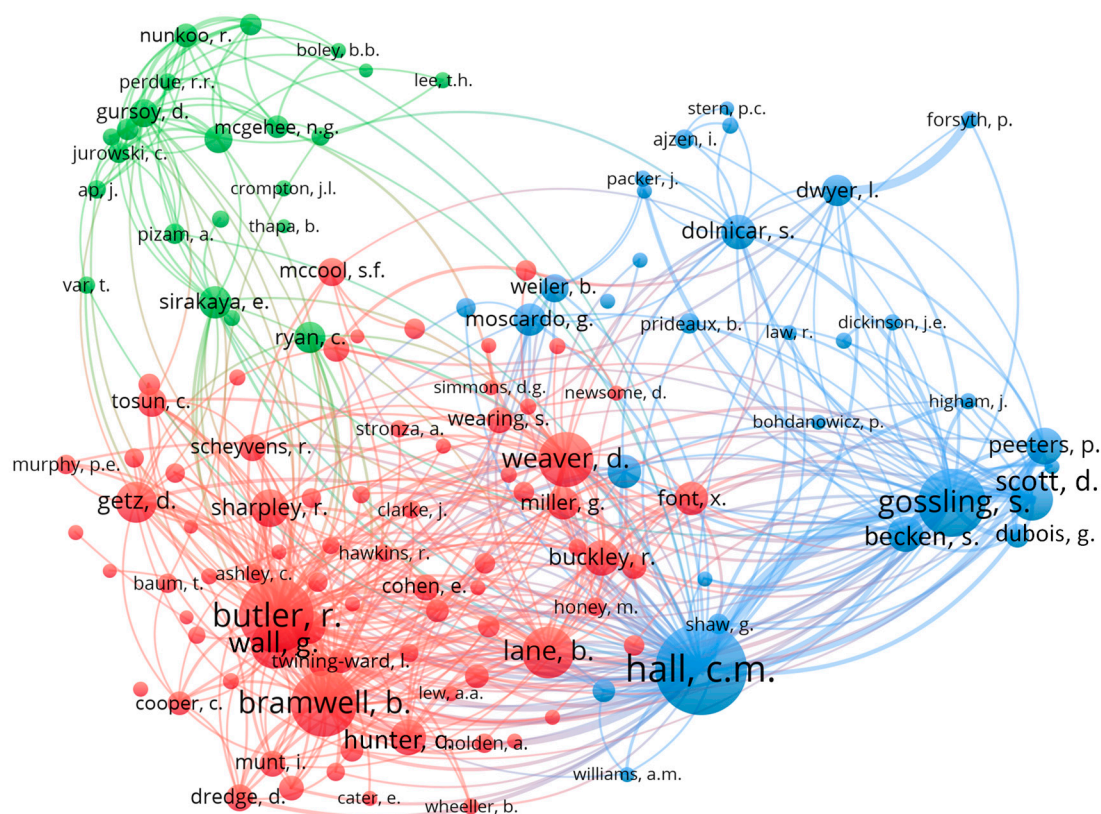 nunkoo, r.
boley, b.b.
lee, t.h.
perdue, r.r.
gursoy, d.
mcgehee, n.g.
jurowski, c.
ap, j.
crompton, j.l.
thapa, b.
pizam, a.
var, t.
sirakaya, e.
mccool, s.f.
ryan, c.
stern, p.c.
ajzen, i.
forsyth, p.
packer, j.
dwyer, l.
dolnicar, s.
weiler, b.
moscardo, g.
prideaux, b.
law, r.
dickinson, j.e.
simmons, d.g.
newsome, d.
higham, j.
tosun, c.
wearing, s.
stronza, a.
bohdanowicz, p.
scheyvens, r.
murphy, p.e.
weaver, d.
peeters, p.
scott, d.
getz, d.
sharpley, r.
clarke, j.
miller, g.
font, x.
gossling, s.
becken, s.
dubois, g.
hawkins, r.
buckley, r.
baum, t.
ashley, c.
cohen, e.
honey, m.
butler, r.
wall, g.
shaw, g.
twining-ward, l.
lane, b.
hall, c.m.
cooper, c.
bramwell, b.
lew, a.a.
hunter, c.
holden, a.
munt, i.
williams, a.m.
dredge, d.
cater, e.
wheeller, b.